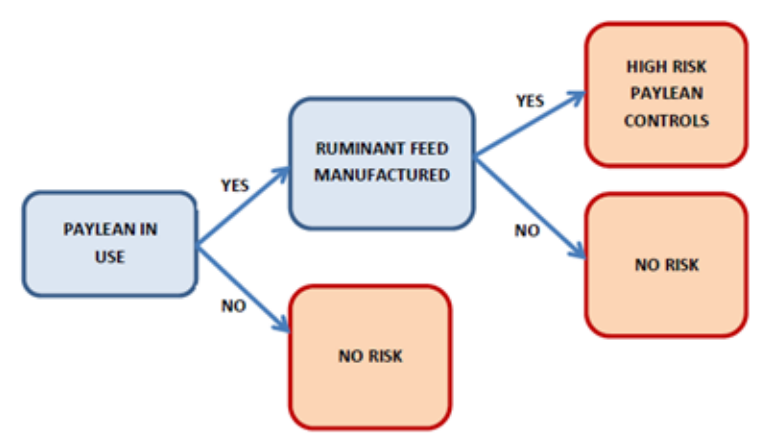 PAYLEAN IN
USE
YES
NO
RUMINANT FEED
MANUFACTURED
NO RISK
YES
NO
HIGH RISK
PAYLEAN
CONTROLS
NO RISK